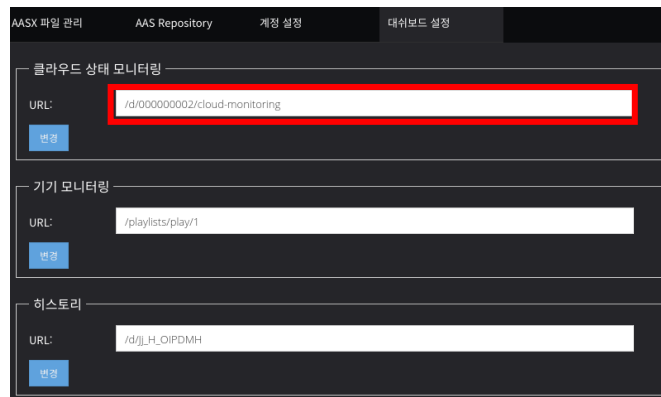 AASX 파일 관리 AAS Repository 계정 설정 대쉬보드 설정
클라우드 상태 모니터링
URL: /d/000000002/cloud-monitoring
변경
기기 모니터링
URL: /playlists/play/1
변경
히스토리
URL: /d/Jj_H_OIPDMH
변경